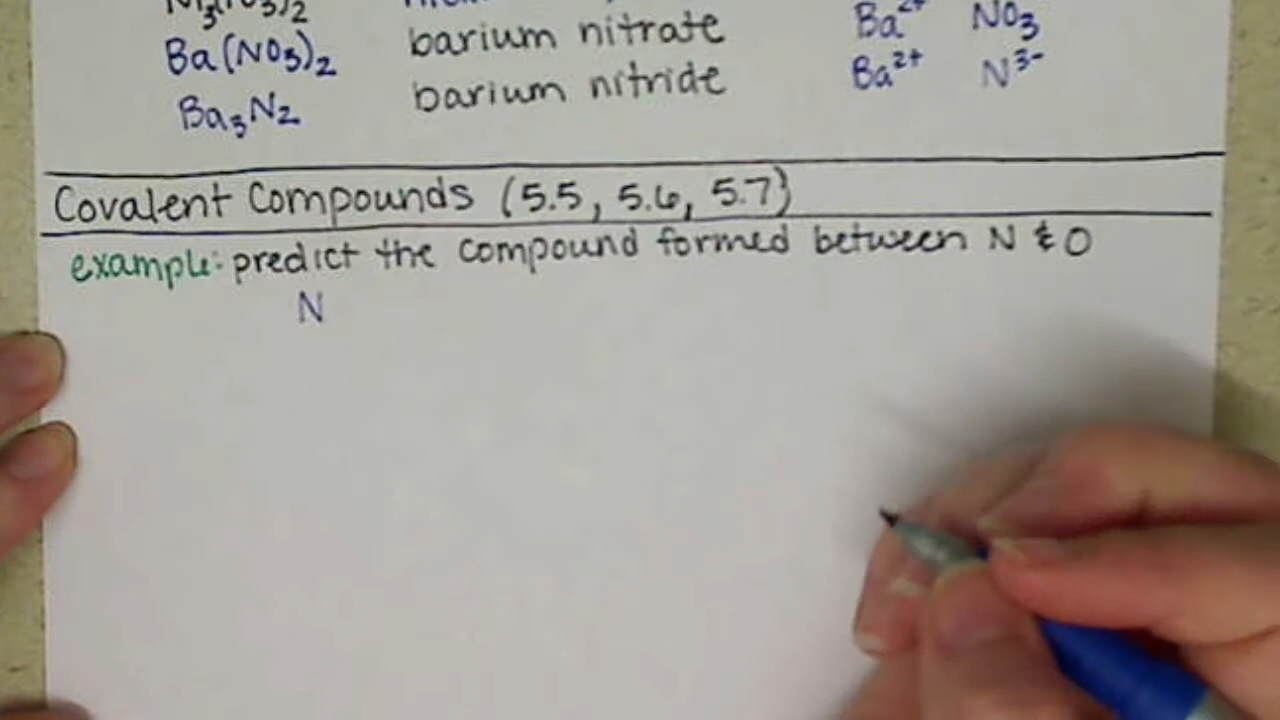 Ba(NO3)2 barium nitrate Ba2+ NO3
Ba3N2 barium nitride Ba2+ N3-
Covalent Compounds (5.5, 5.6, 5.7)
example: predict the compound formed between N & O
N